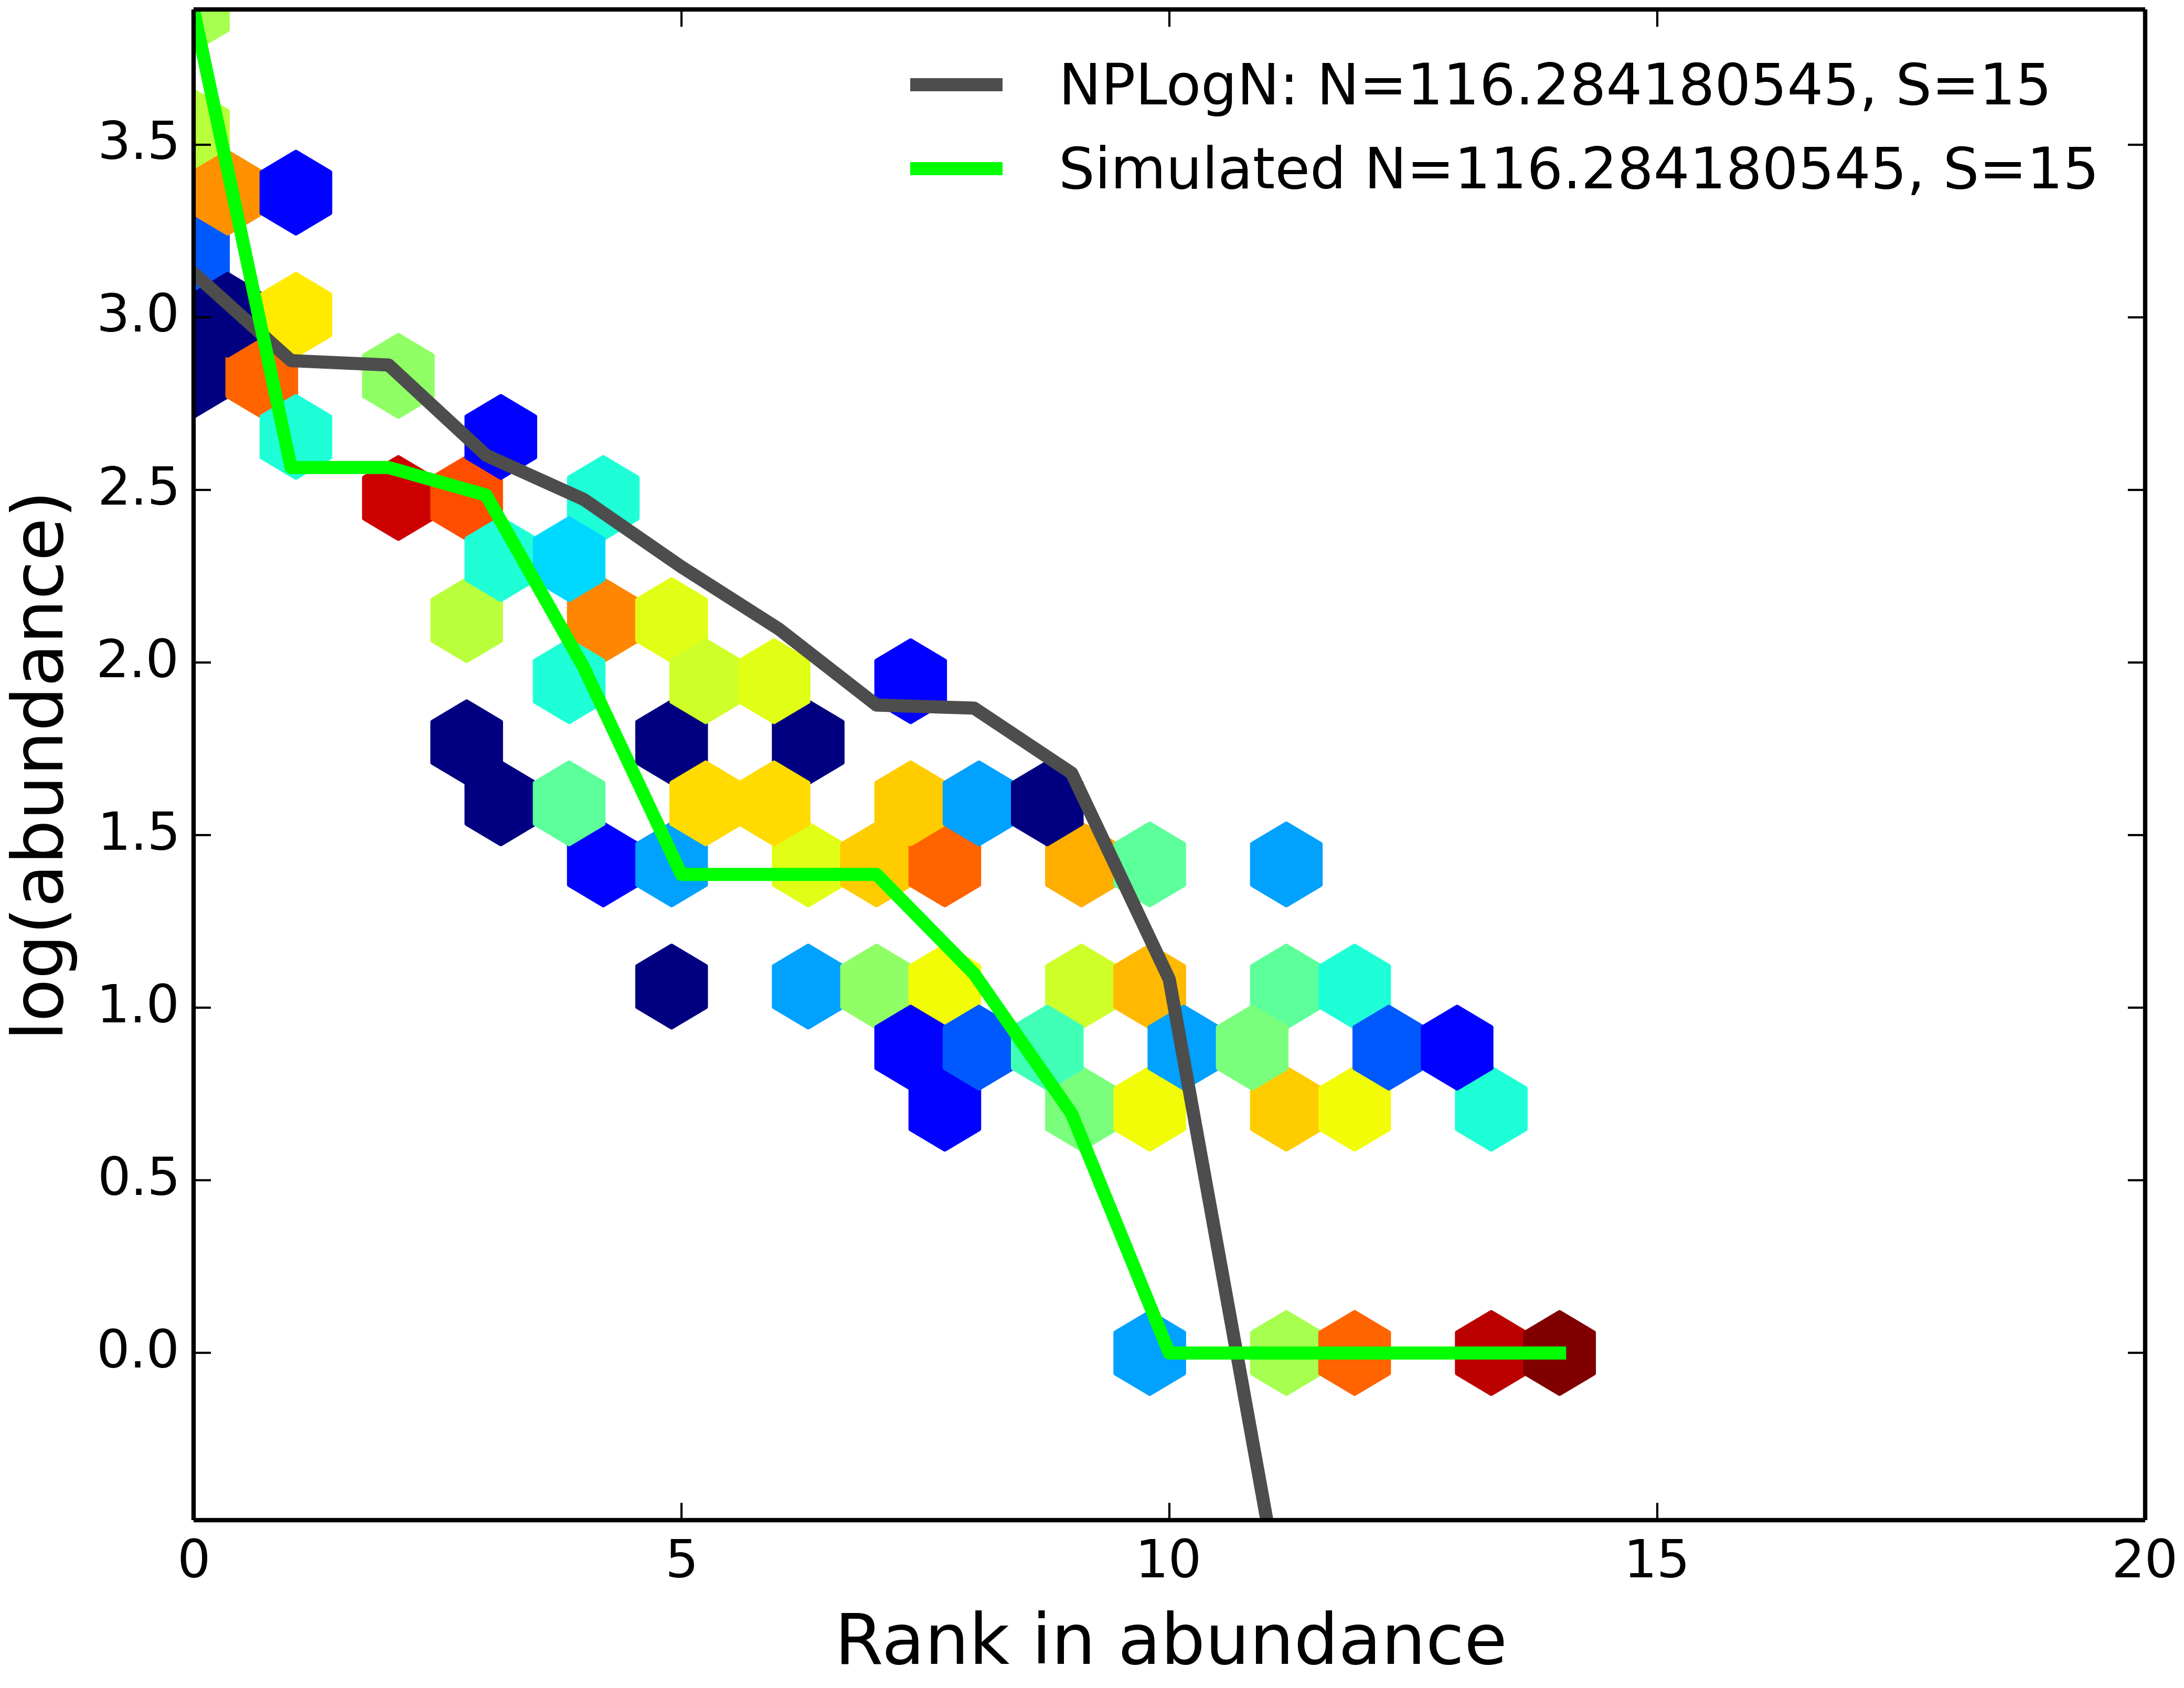 NPLogN: N=116.284180545, S=15
Simulated N=116.284180545, S=15
log(abundance)
3.5
3.0
2.5
2.0
1.5
1.0
0.5
0.0
0 5 10 15 20
Rank in abundance